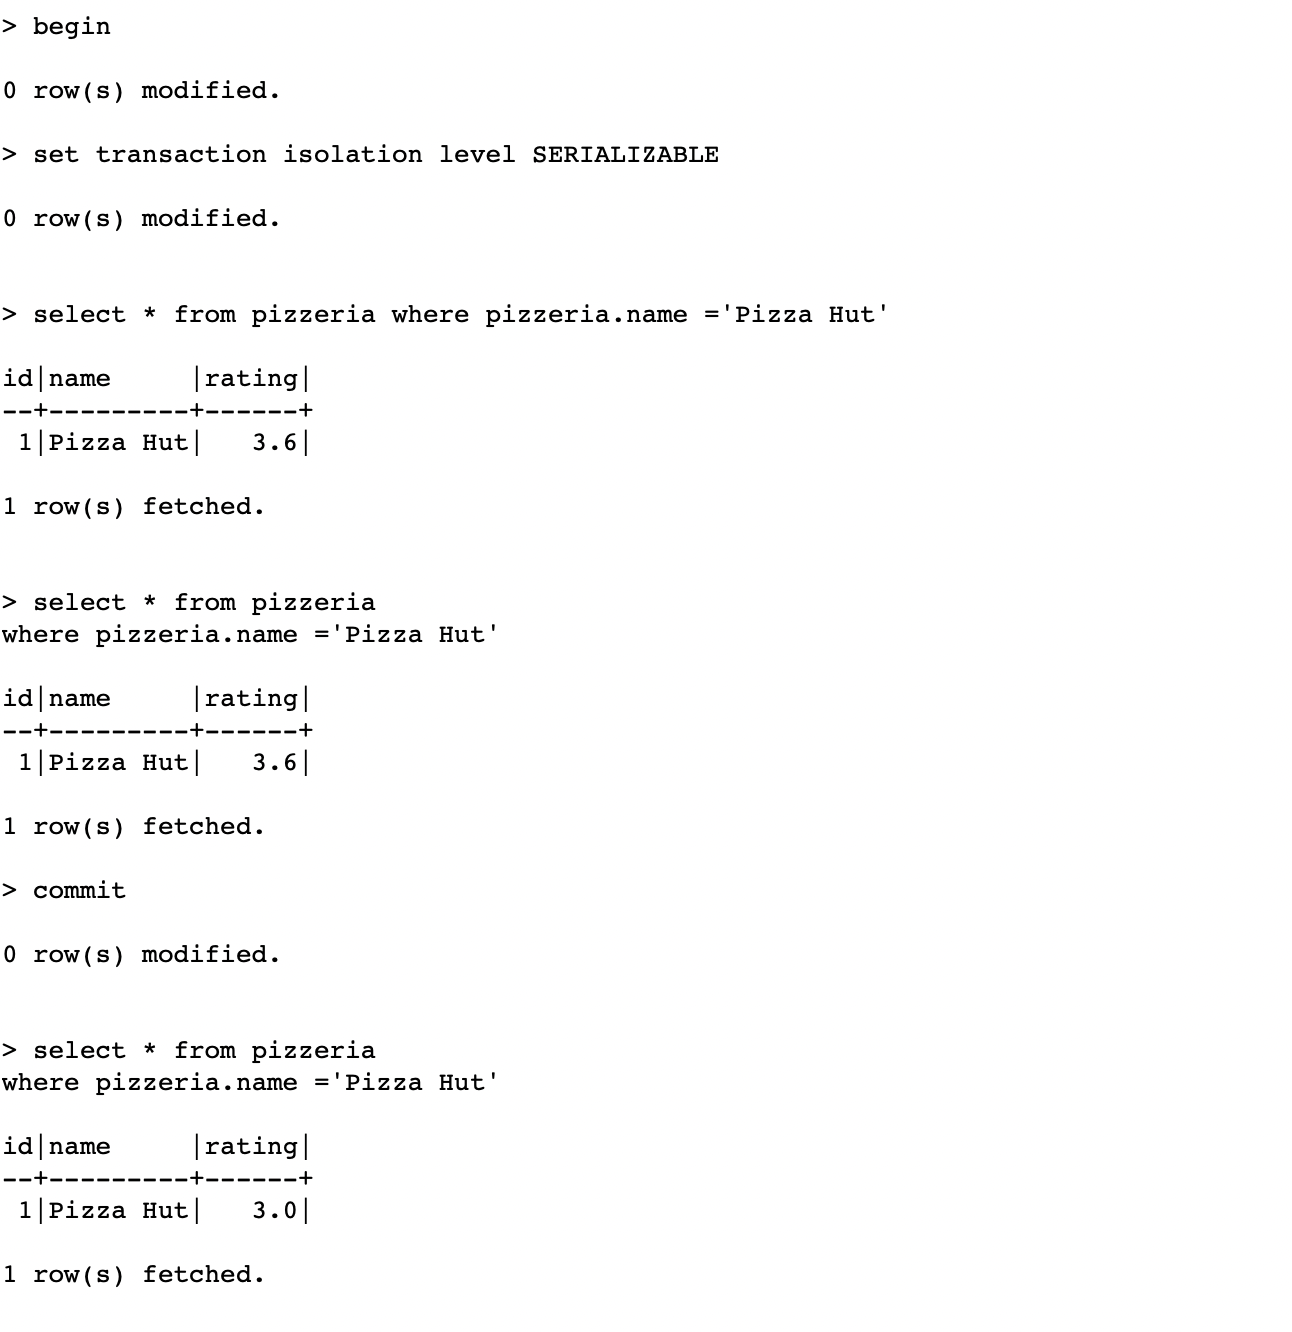 > begin
0 row(s) modified.
> set transaction isolation level SERIALIZABLE
0 row(s) modified.
> select * from pizzeria where pizzeria.name ='Pizza Hut'
id|name     |rating|
--+---------+------+
 1|Pizza Hut|   3.6|
1 row(s) fetched.
> select * from pizzeria
where pizzeria.name ='Pizza Hut'
id|name     |rating|
--+---------+------+
 1|Pizza Hut|   3.6|
1 row(s) fetched.
> commit
0 row(s) modified.
> select * from pizzeria
where pizzeria.name ='Pizza Hut'
id|name     |rating|
--+---------+------+
 1|Pizza Hut|   3.0|
1 row(s) fetched.